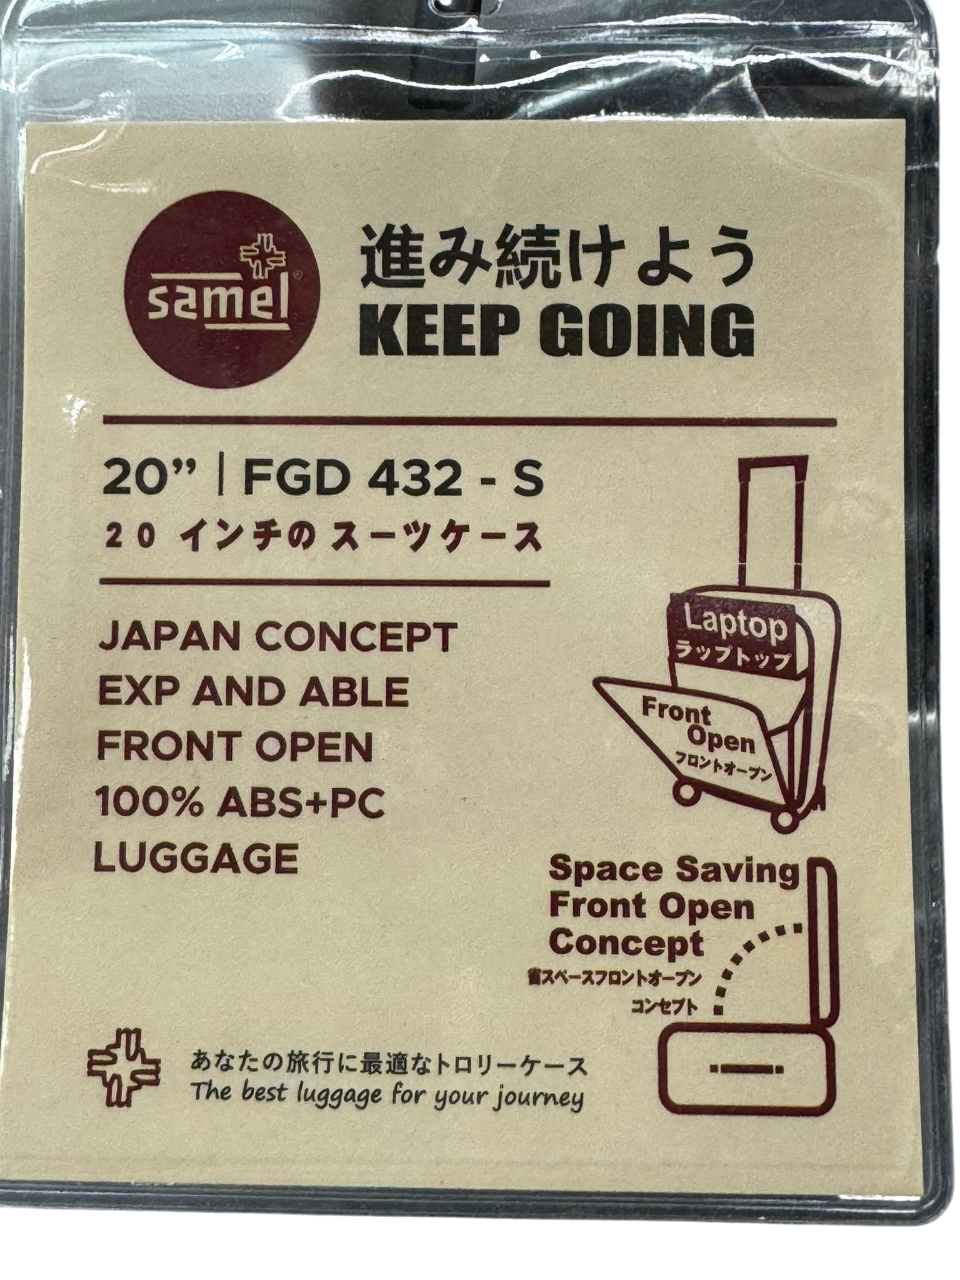 samel®
進み続けよう
KEEP GOING
20” | FGD 432 - S
20 インチの スーツケース
JAPAN CONCEPT
EXP AND ABLE
FRONT OPEN
100% ABS+PC
LUGGAGE
Laptop
ラップトップ
Front
Open
フロントオープン
Space Saving
Front Open
Concept
省スペースフロントオープン
コンセプト
あなたの旅行に最適なトロリーケース
The best luggage for your journey